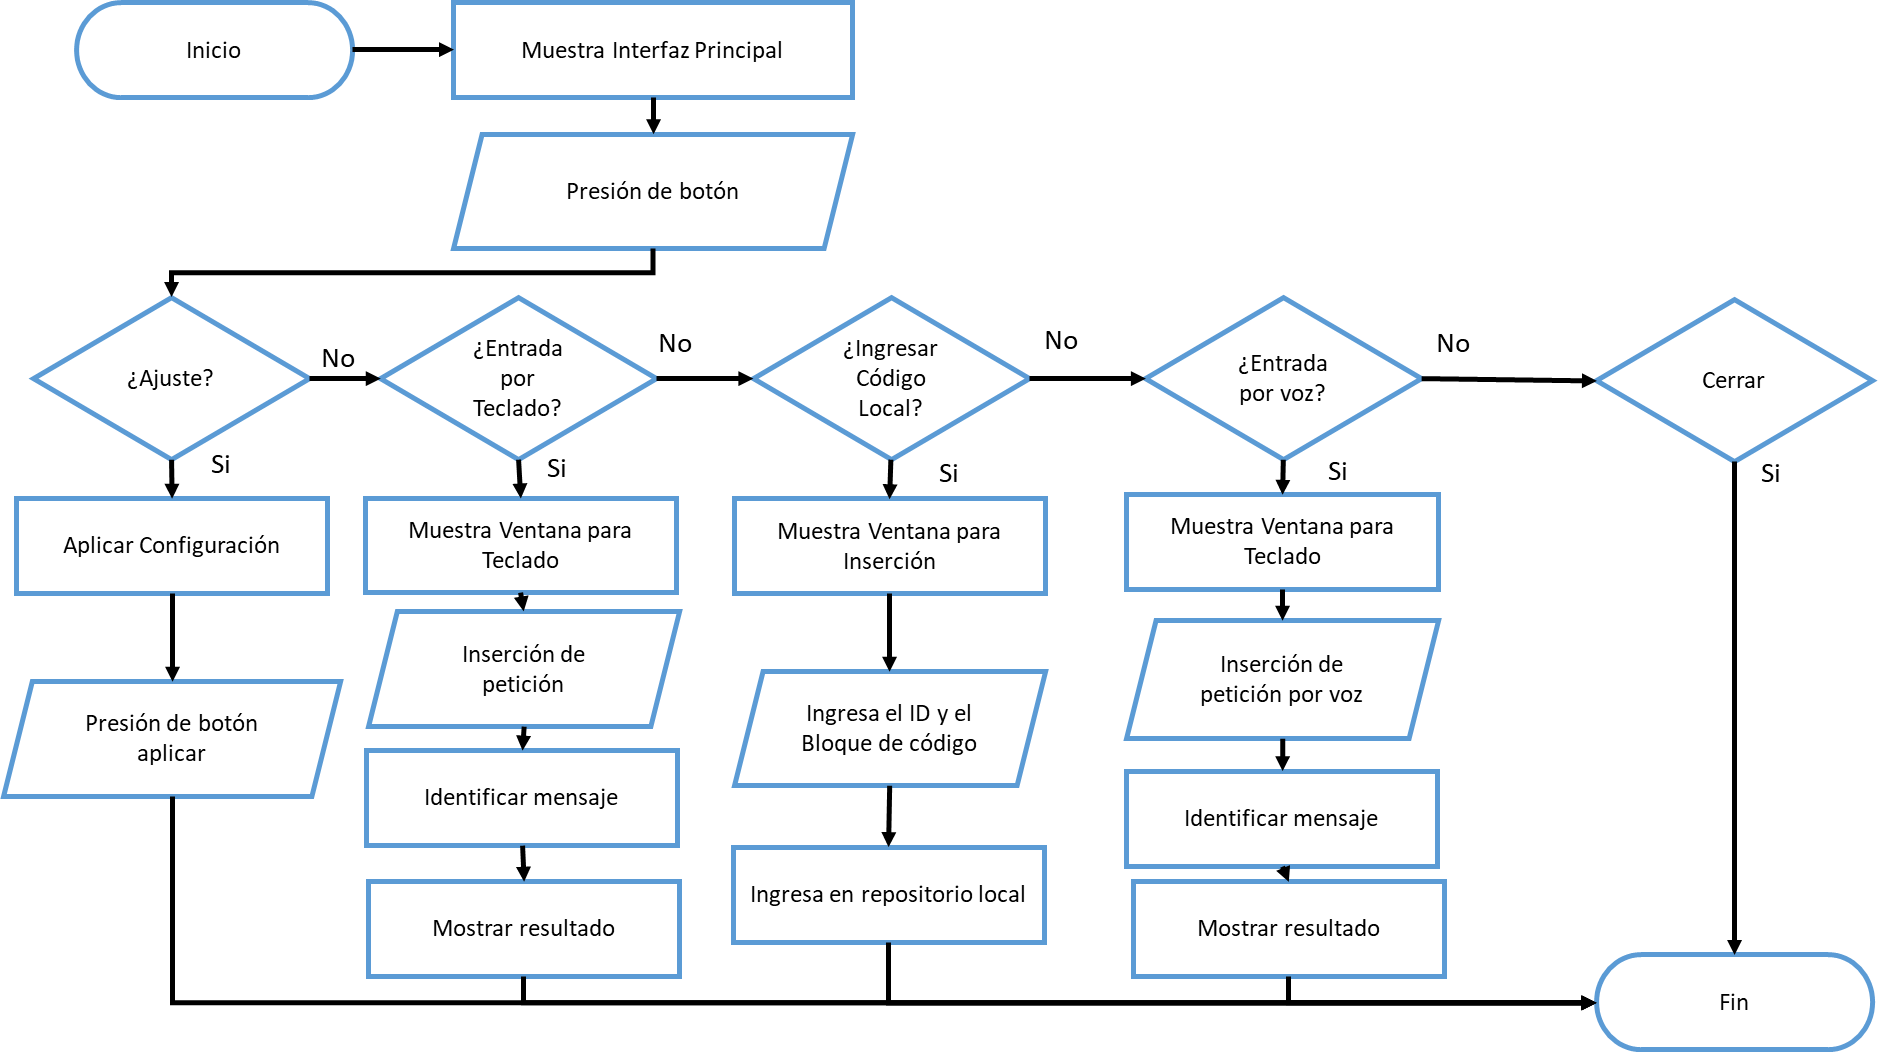 Inicio
Muestra Interfaz Principal
Presión de botón
¿Ajuste?
No
¿Entrada
por
Teclado?
No
¿Ingresar
Código
Local?
No
¿Entrada
por voz?
No
Cerrar
Si
Si
Si
Si
Si
Aplicar Configuración
Muestra Ventana para
Teclado
Muestra Ventana para
Inserción
Muestra Ventana para
Teclado
Presión de botón
aplicar
Inserción de
petición
Ingresa el ID y el
Bloque de código
Inserción de
petición por voz
Identificar mensaje
Identificar mensaje
Ingresa en repositorio local
Mostrar resultado
Mostrar resultado
Fin